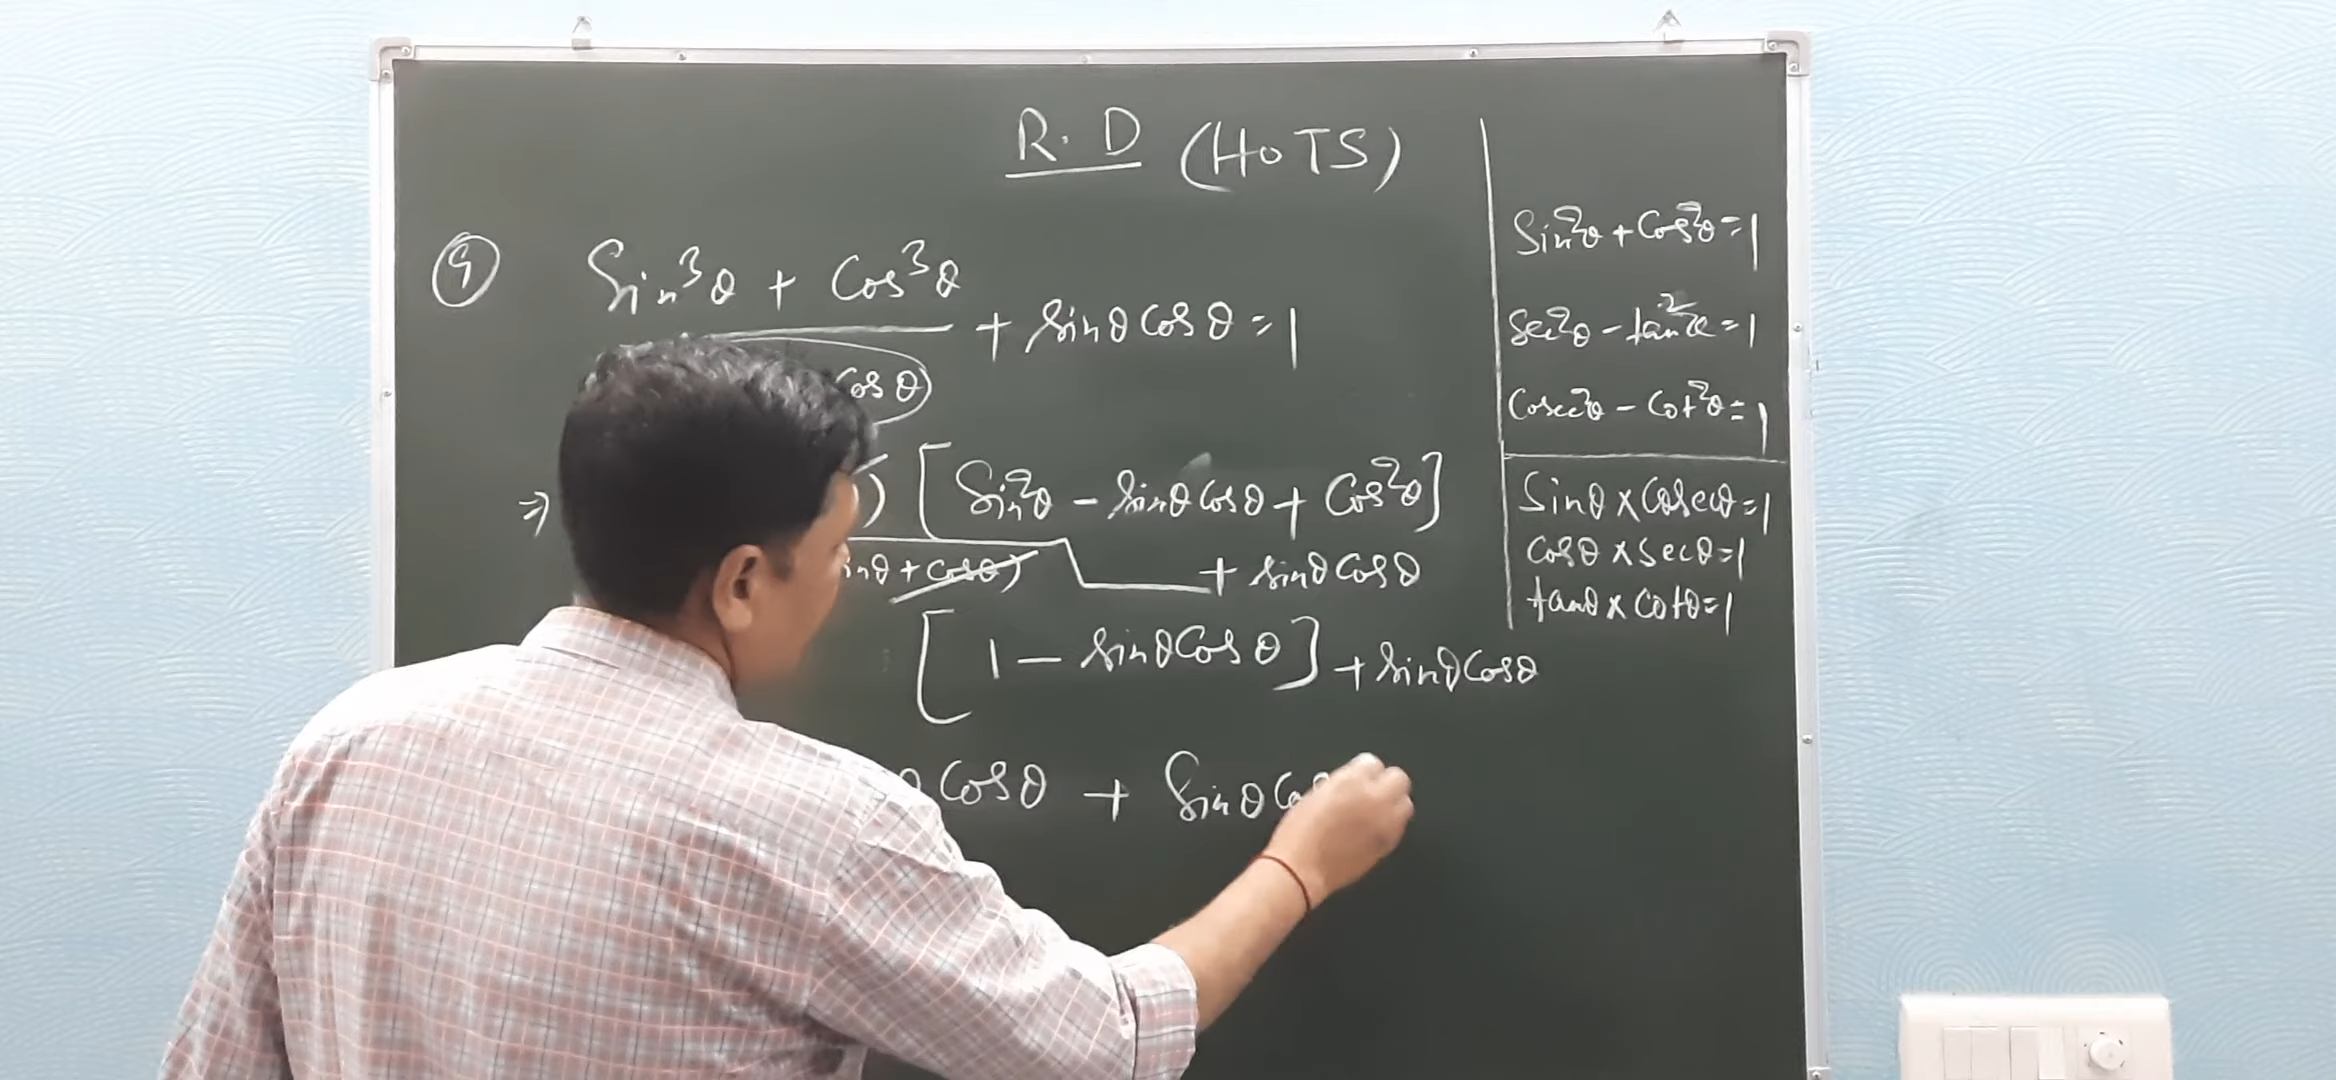 R.D (HOTS)
9
Sin³θ + Cos³θ
+ sinθ cosθ = 1
cosθ)
⇒
) [Sin²θ - sinθ cosθ + Cos²θ]
inθ + cosθ)
+ sinθ cosθ
[1 - sinθ cosθ] + sinθ cosθ
θ cosθ + Sinθ
Sin²θ + Cos²θ = 1
Sec²θ - tan²θ = 1
Cosec²θ - Cot²θ = 1
Sinθ × Cosecθ = 1
cosθ × secθ = 1
tanθ × cotθ = 1